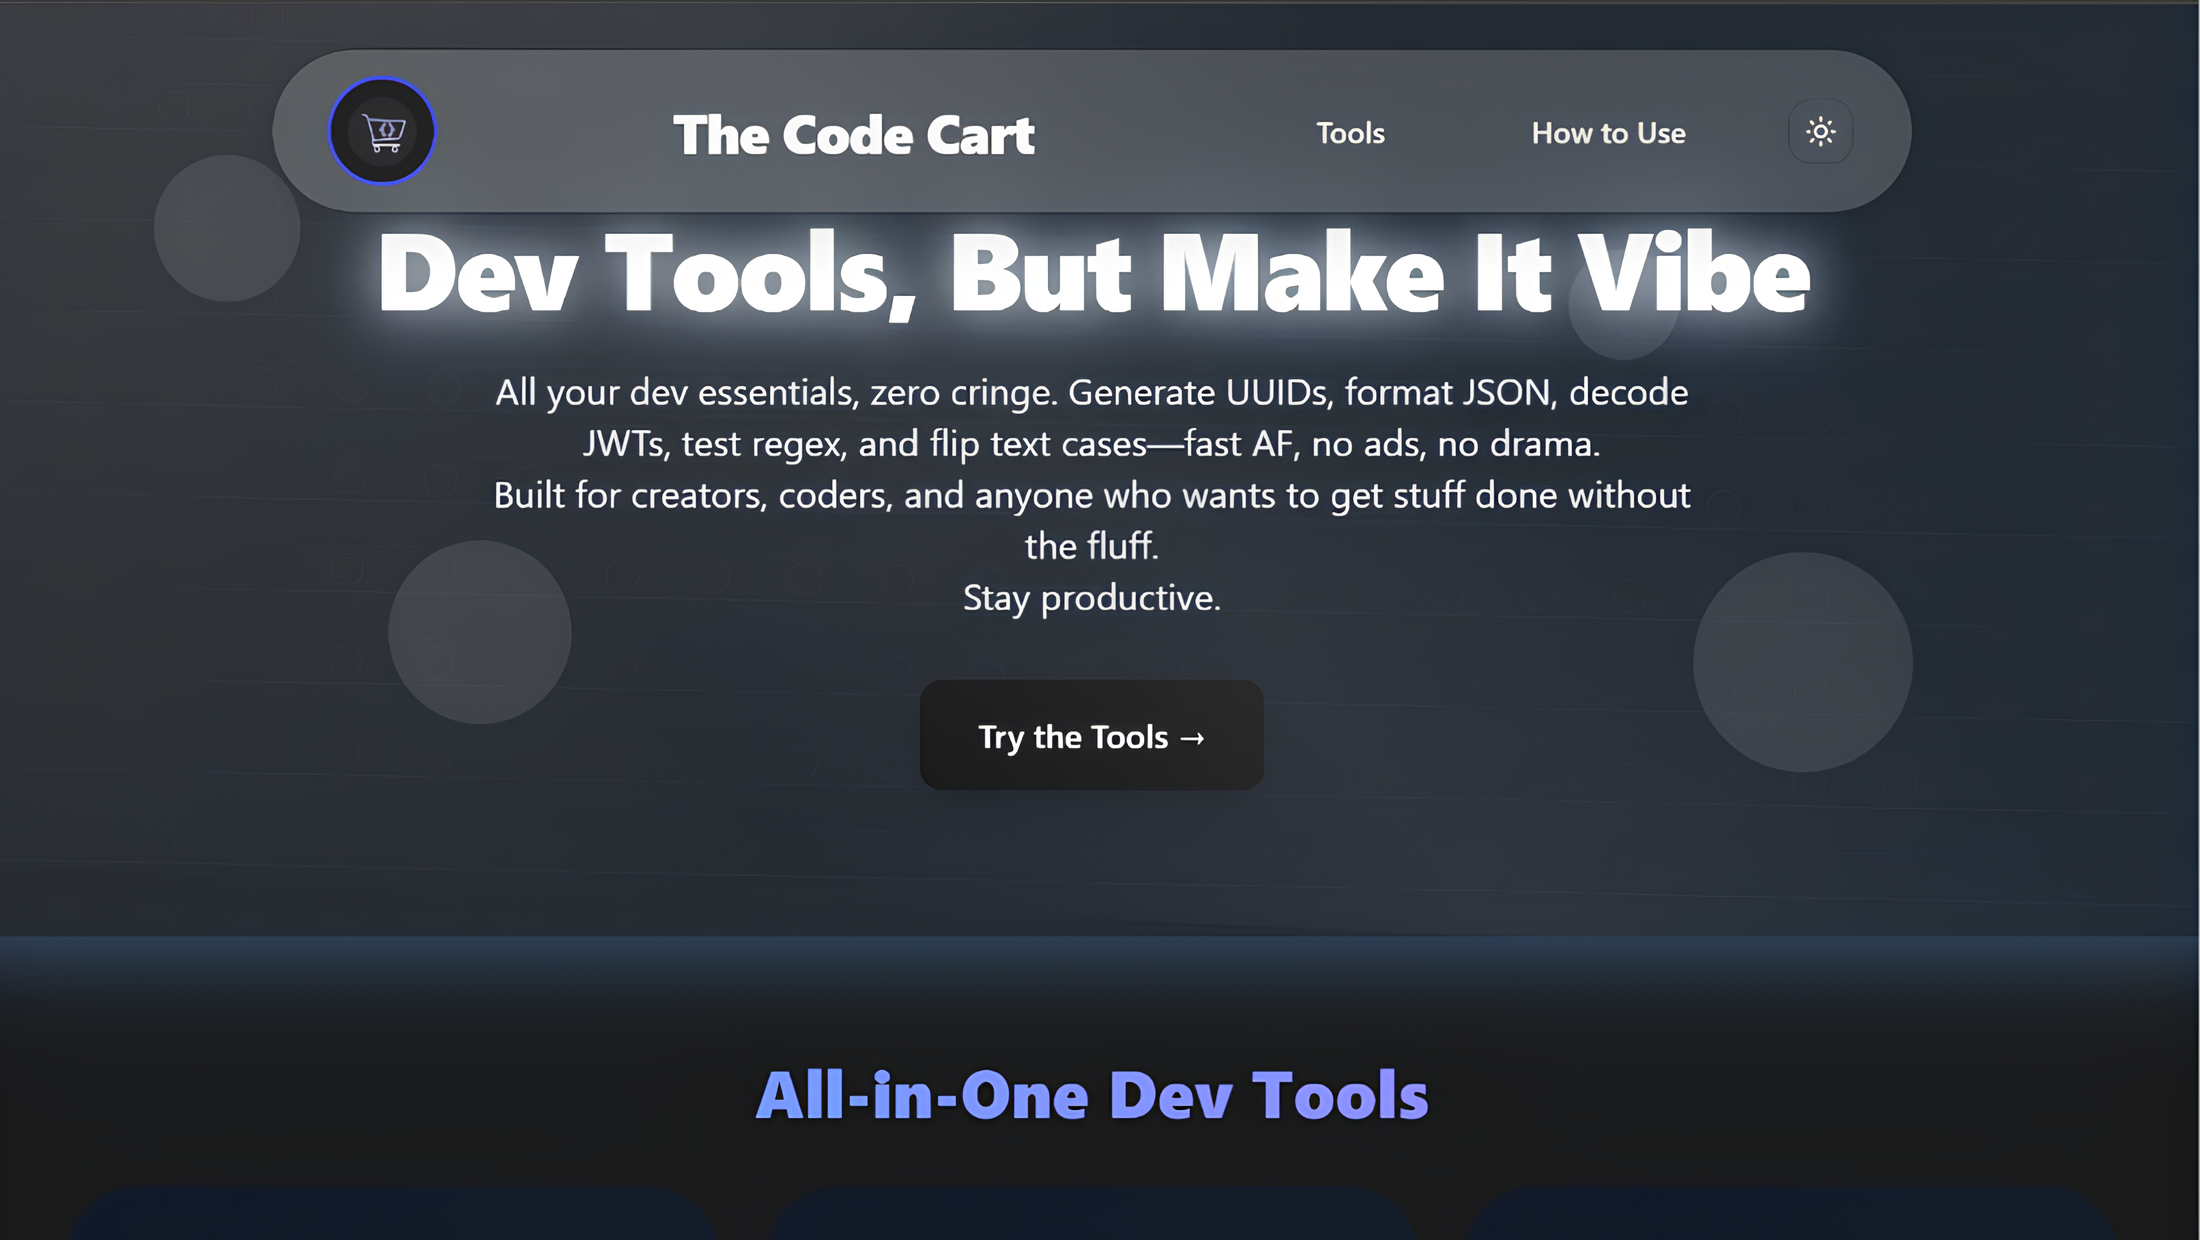 The Code Cart
Tools
How to Use
Dev Tools, But Make It Vibe
All your dev essentials, zero cringe. Generate UUIDs, format JSON, decode
JWTs, test regex, and flip text cases—fast AF, no ads, no drama.
Built for creators, coders, and anyone who wants to get stuff done without
the fluff.
Stay productive.
Try the Tools →
All-in-One Dev Tools